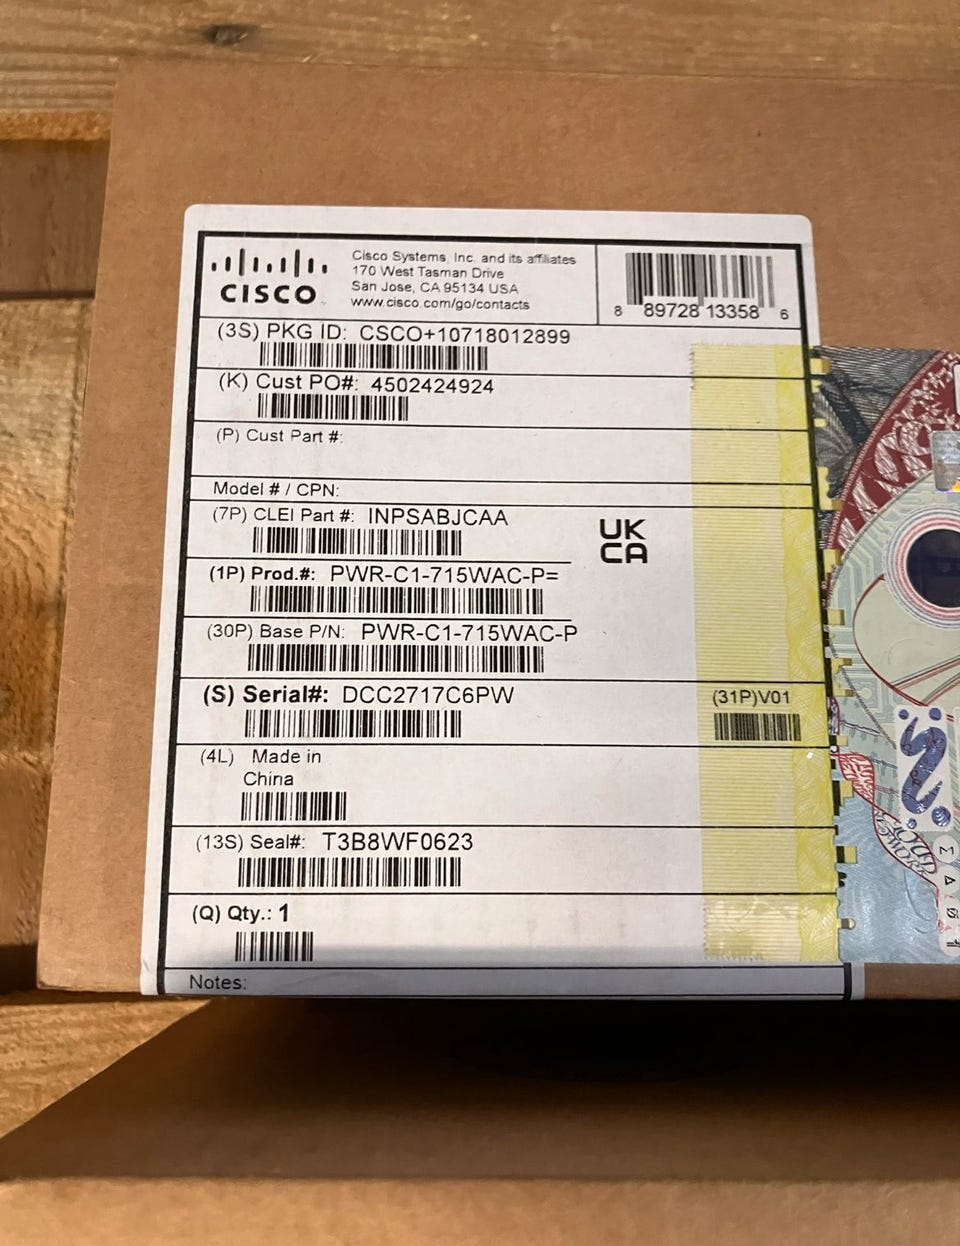 CISCO
Cisco Systems, Inc. and its affiliates
170 West Tasman Drive
San Jose, CA 95134 USA
www.cisco.com/go/contacts
8 89728 13358 6
(3S) PKG ID: CSCO+10718012899
(K) Cust PO#: 4502424924
(P) Cust Part #:
Model # / CPN:
(7P) CLEI Part #: INPSABJCAA
UK
CA
(1P) Prod.#: PWR-C1-715WAC-P=
(30P) Base P/N: PWR-C1-715WAC-P
(S) Serial#: DCC2717C6PW
(31P)V01
(4L) Made in
China
(13S) Seal#: T3B8WF0623
(Q) Qty.: 1
Notes: